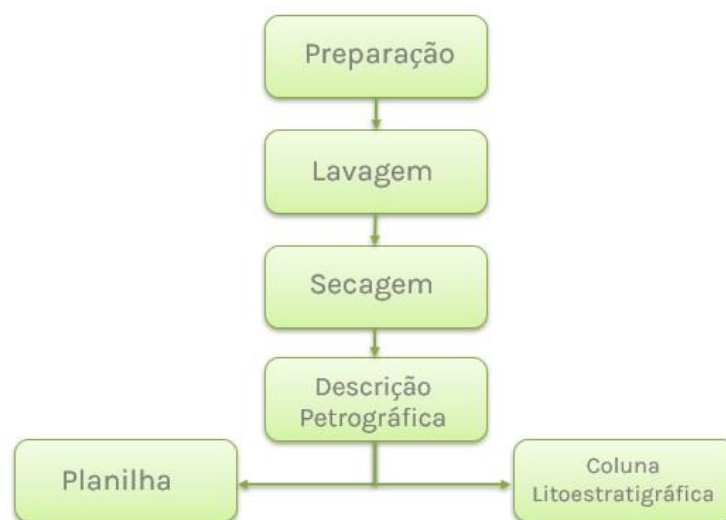 Preparação
Lavagem
Secagem
Descrição
Petrográfica
Planilha
Coluna
Litoestratigráfica